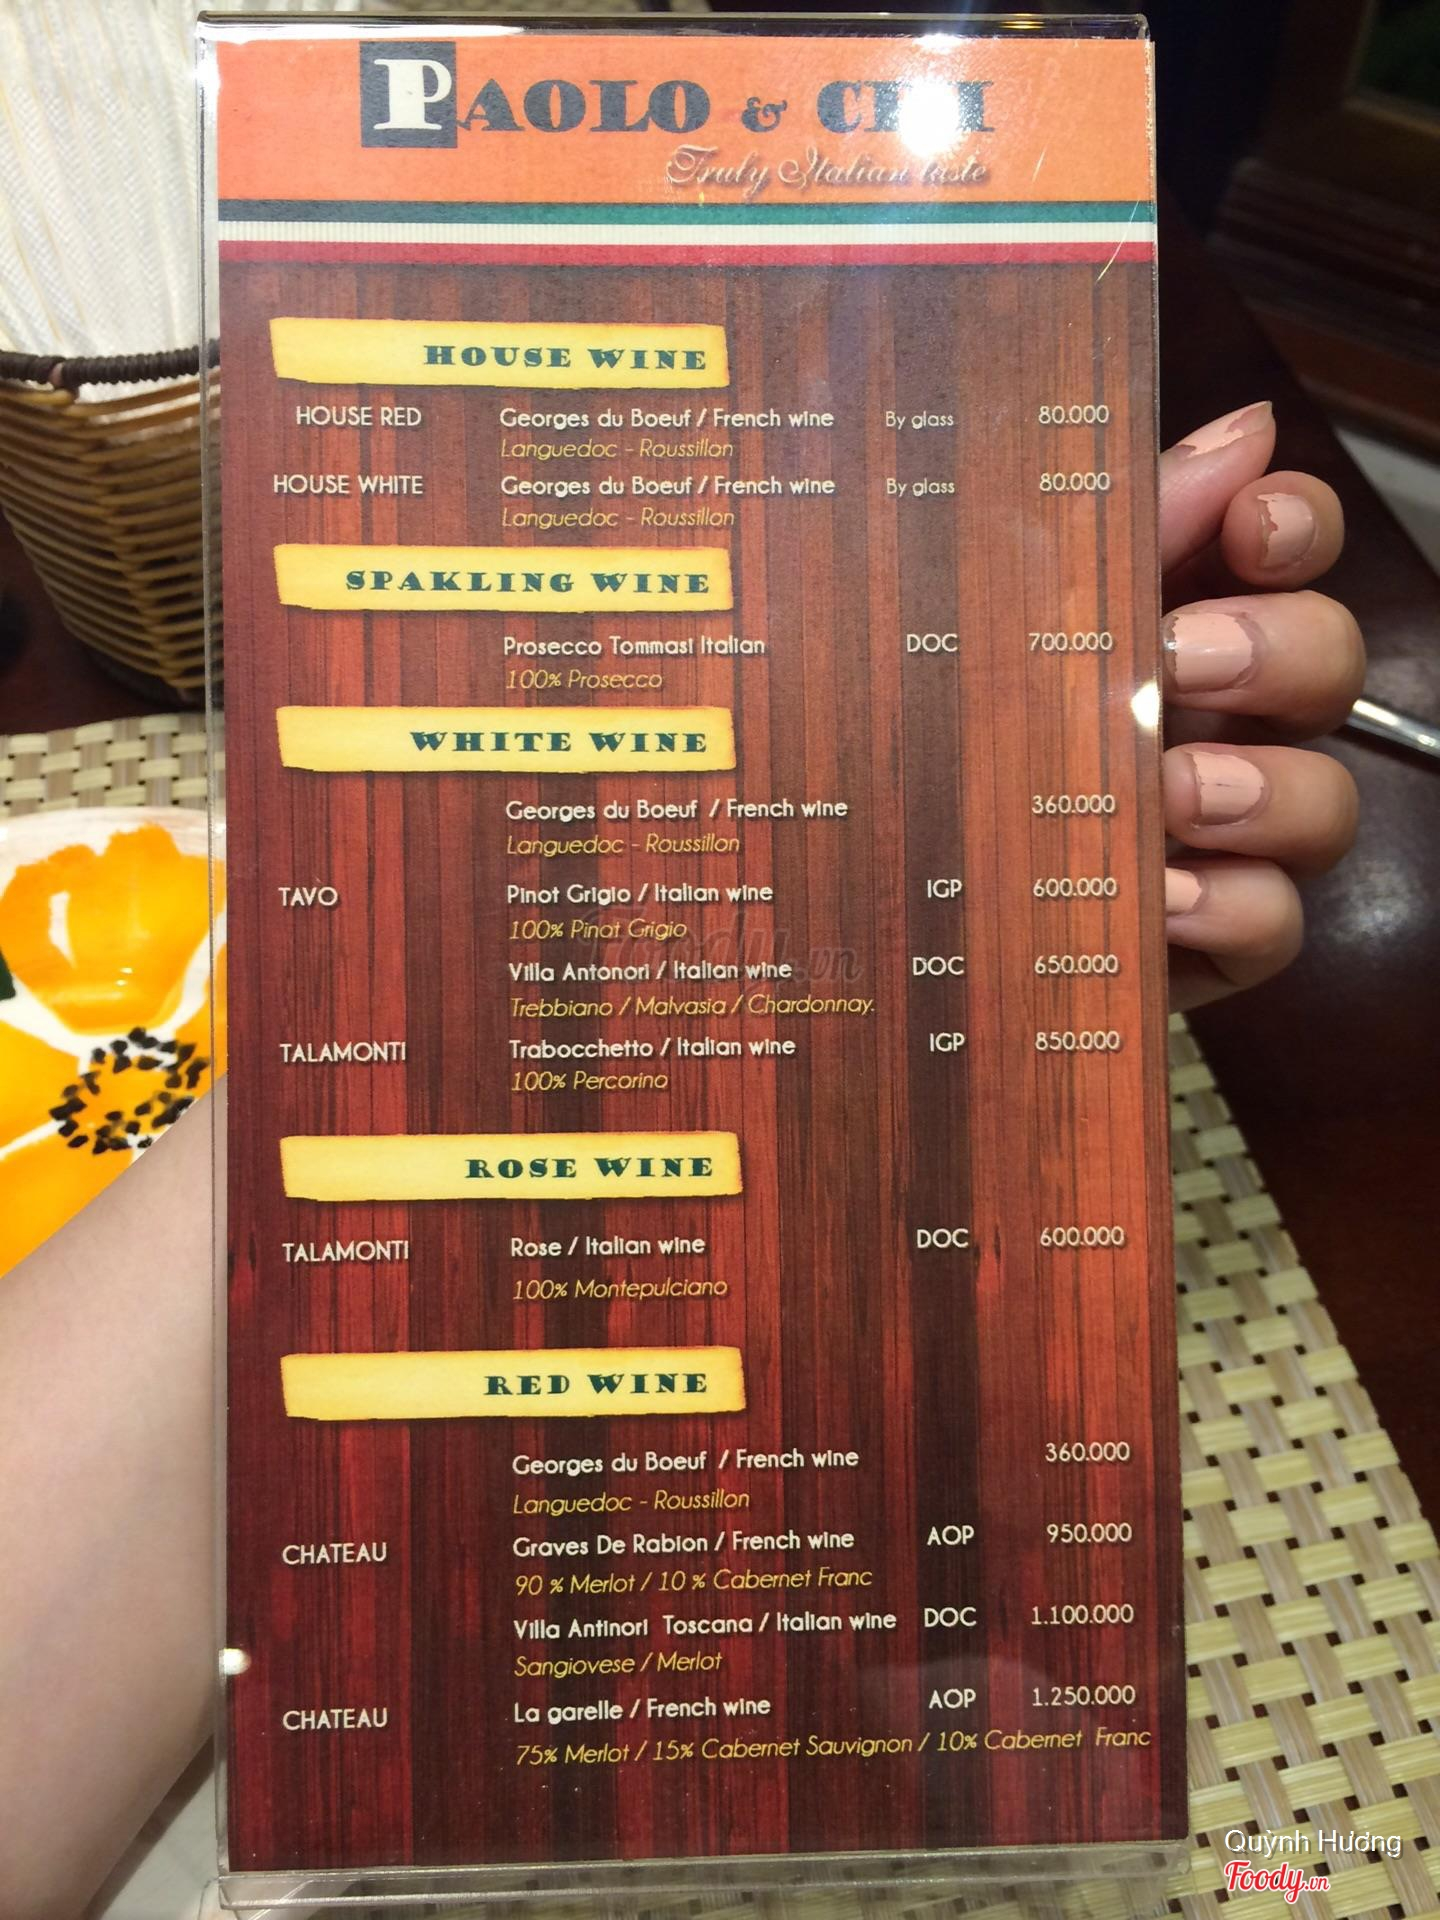 PAOLO & CHI
Truly Italian taste
HOUSE WINE
HOUSE RED Georges du Boeuf / French wine By glass 80.000
Languedoc - Roussillon
HOUSE WHITE Georges du Boeuf / French wine By glass 80.000
Languedoc - Roussillon
SPAKLING WINE
Prosecco Tommasi Italian DOC 700.000
100% Prosecco
WHITE WINE
Georges du Boeuf / French wine 360.000
Languedoc - Roussillon
TAVO Pinot Grigio / Italian wine IGP 600.000
100% Pinot Grigio
Villa Antonori / Italian wine DOC 650.000
Trebbiano / Malvasia / Chardonnay.
TALAMONTI Trabocchetto / Italian wine IGP 850.000
100% Percorino
ROSE WINE
TALAMONTI Rose / Italian wine DOC 600.000
100% Montepulciano
RED WINE
Georges du Boeuf / French wine 360.000
Languedoc - Roussillon
CHATEAU Graves De Rabion / French wine AOP 950.000
90 % Merlot / 10 % Cabernet Franc
Villa Antinori Toscana / Italian wine DOC 1.100.000
Sangiovese / Merlot
CHATEAU La garelle / French wine AOP 1.250.000
75% Merlot / 15% Cabernet Sauvignon / 10% Cabernet Franc
Foody.vn
Quỳnh Hương
Foody.vn